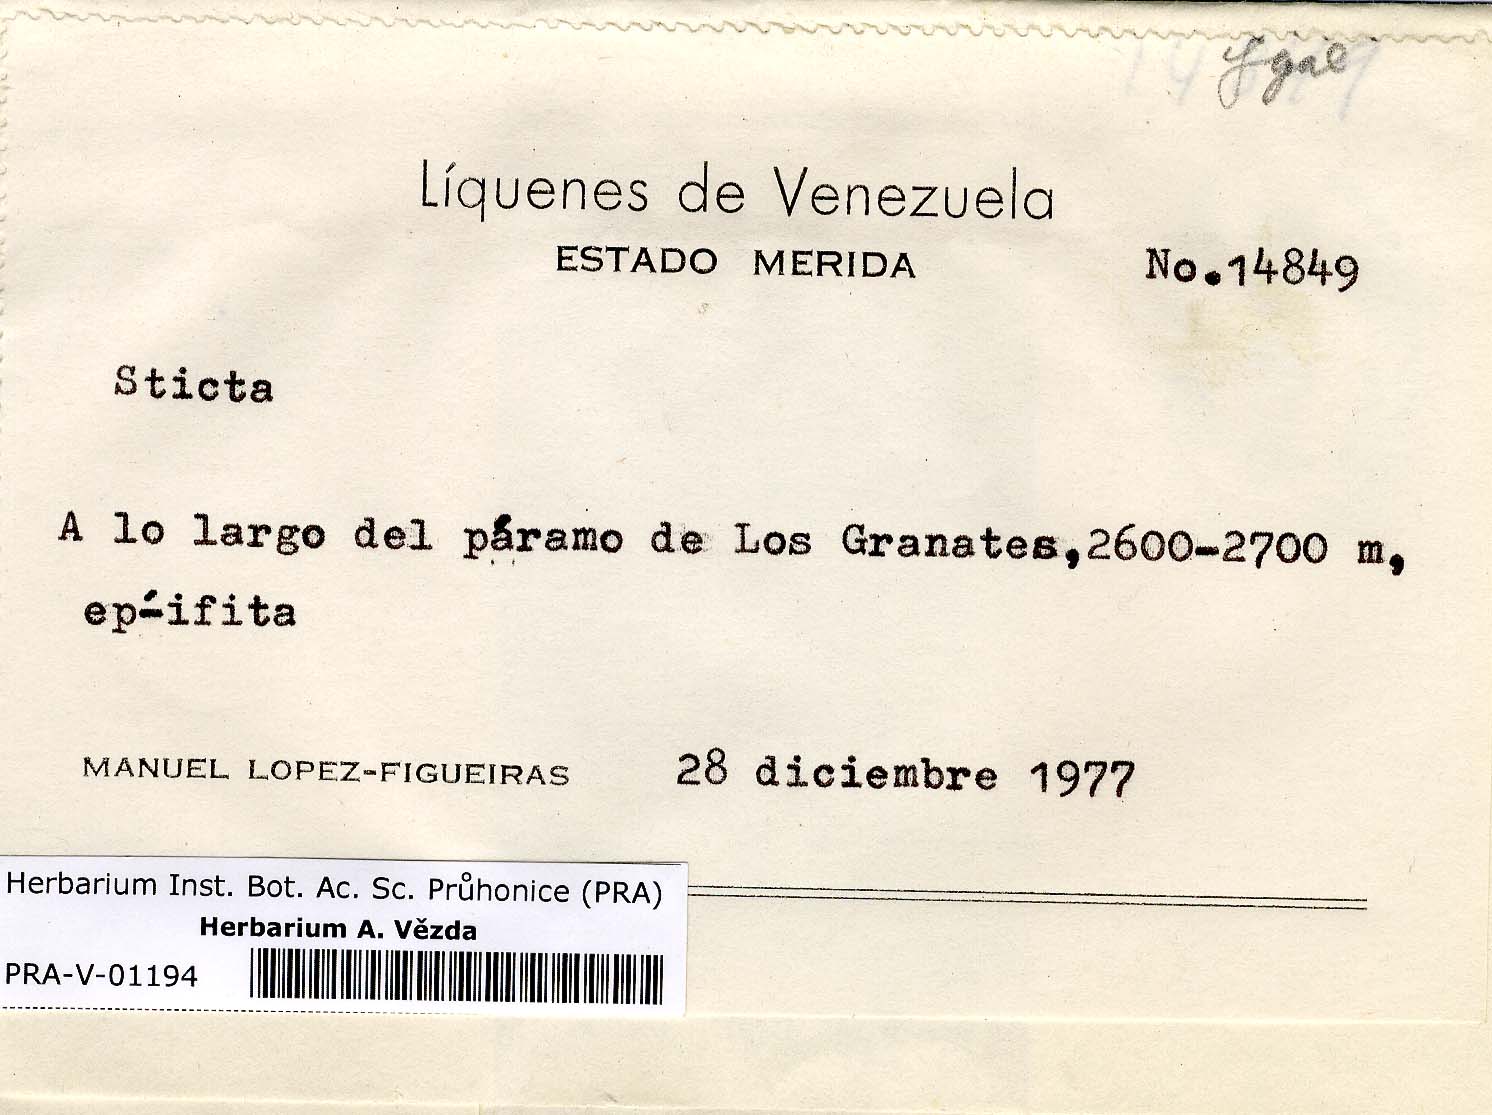 Líquenes de Venezuela
ESTADO MERIDA No.14849
Sticta
A lo largo del páramo de Los Granates,2600-2700 m,
ep-́ifita
MANUEL LOPEZ-FIGUEIRAS 28 diciembre 1977
Herbarium Inst. Bot. Ac. Sc. Průhonice (PRA)
Herbarium A. Vězda
PRA-V-01194